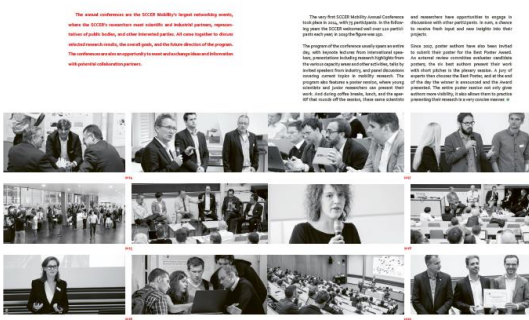 The annual conferences are the SCCER Mobility's largest networking events,
where the SCCER's researchers meet scientific and industrial partners, represen-
tatives of public bodies, and other interested parties. All come together to discuss
selected research results, the overall goals, and the future direction of the program.
The conferences are also an opportunity to meet and exchange ideas and information
with potential collaboration partners.
The very first SCCER Mobility Annual Conference
took place in 2014, with 75 participants. In the follow-
ing years the SCCER welcomed well over 120 partici-
pants each year, in 2019 the figure was 150.
The program of the conference usually spans an entire
day, with keynote lectures from international spea-
kers, presentations including research highlights from
the various capacity areas and other activities, talks by
invited speakers from industry, and panel discussions
covering current topics in mobility research. The
program also features a poster session, where young
scientists and poster researchers can present their
work. And during coffee breaks, lunch, and the apér-
itif that rounds off the session, these same scientists
and researchers have opportunities to engage in
discussions with other participants. In sum, a chance
to receive fresh input and new insights into their
projects.
Since 2017, poster authors have also been invited
to submit their poster for the Best Poster Award.
An external review committee evaluates candidate
posters, the six best authors present their work
with short pitches in the plenary session. A jury of
experts then chooses the Best Poster, and at the end
of the day the winner is announced and the Award
presented. The entire poster session not only gives
authors more visibility, it also allows them to practice
presenting their research in a very concise manner.
2014
2015